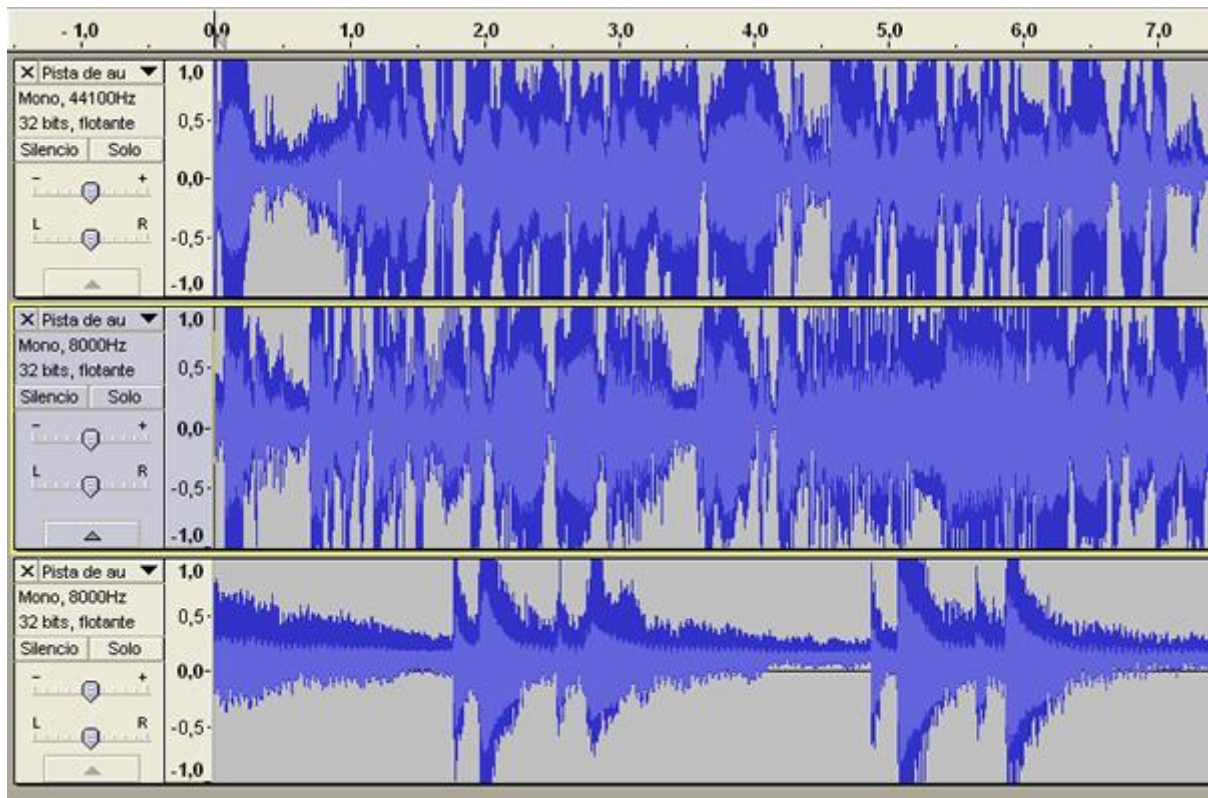 - 1,0 0,0 1,0 2,0 3,0 4,0 5,0 6,0 7,0
X Pista de au ▼
Mono, 44100Hz
32 bits, flotante
Silencio Solo
- +
L R
1,0
0,5-
0,0-
-0,5-
-1,0
X Pista de au ▼
Mono, 8000Hz
32 bits, flotante
Silencio Solo
- +
L R
1,0
0,5-
0,0-
-0,5-
-1,0
X Pista de au ▼
Mono, 8000Hz
32 bits, flotante
Silencio Solo
- +
L R
1,0
0,5-
0,0-
-0,5-
-1,0